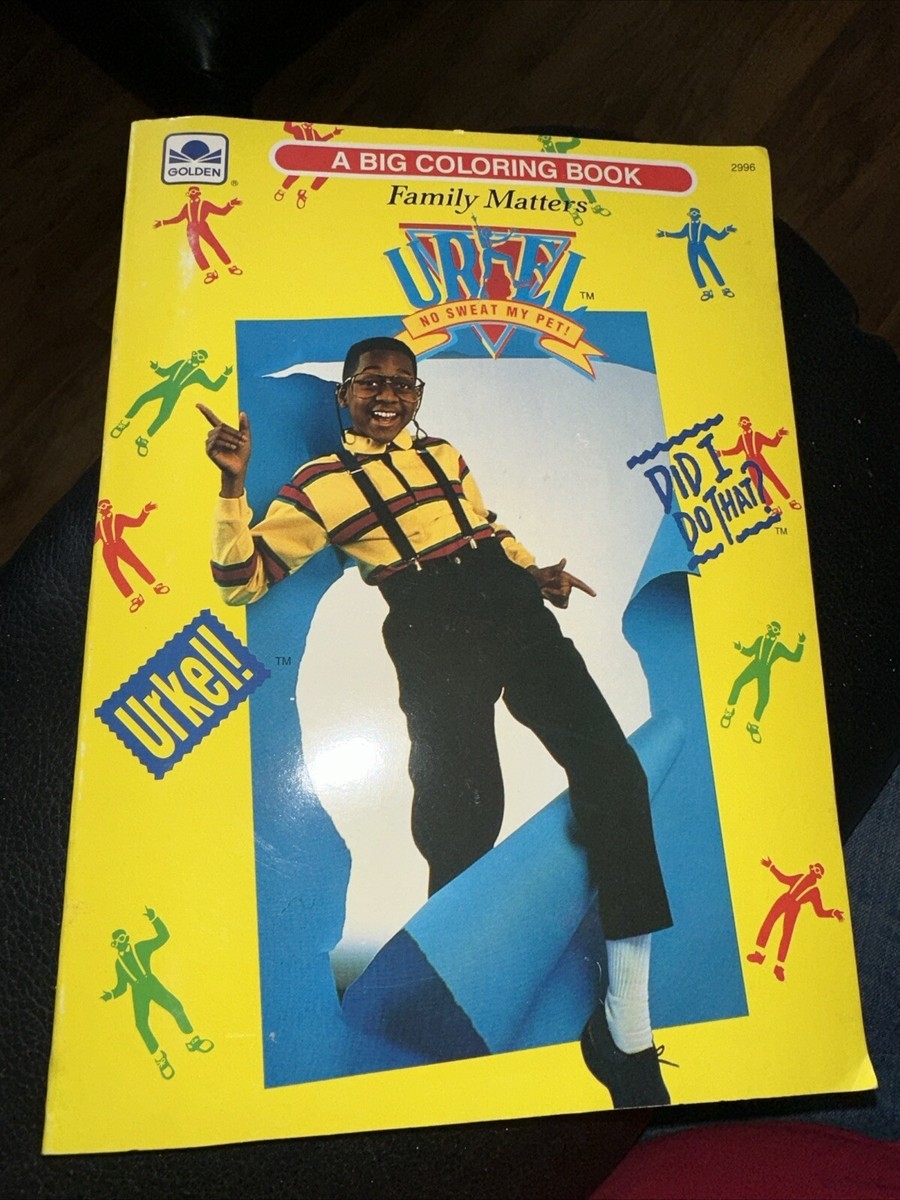 GOLDEN
®
A BIG COLORING BOOK
2996
Family Matters
URKEL TM
NO SWEAT MY PET!
DID I
DO THAT? TM
Urkel! TM